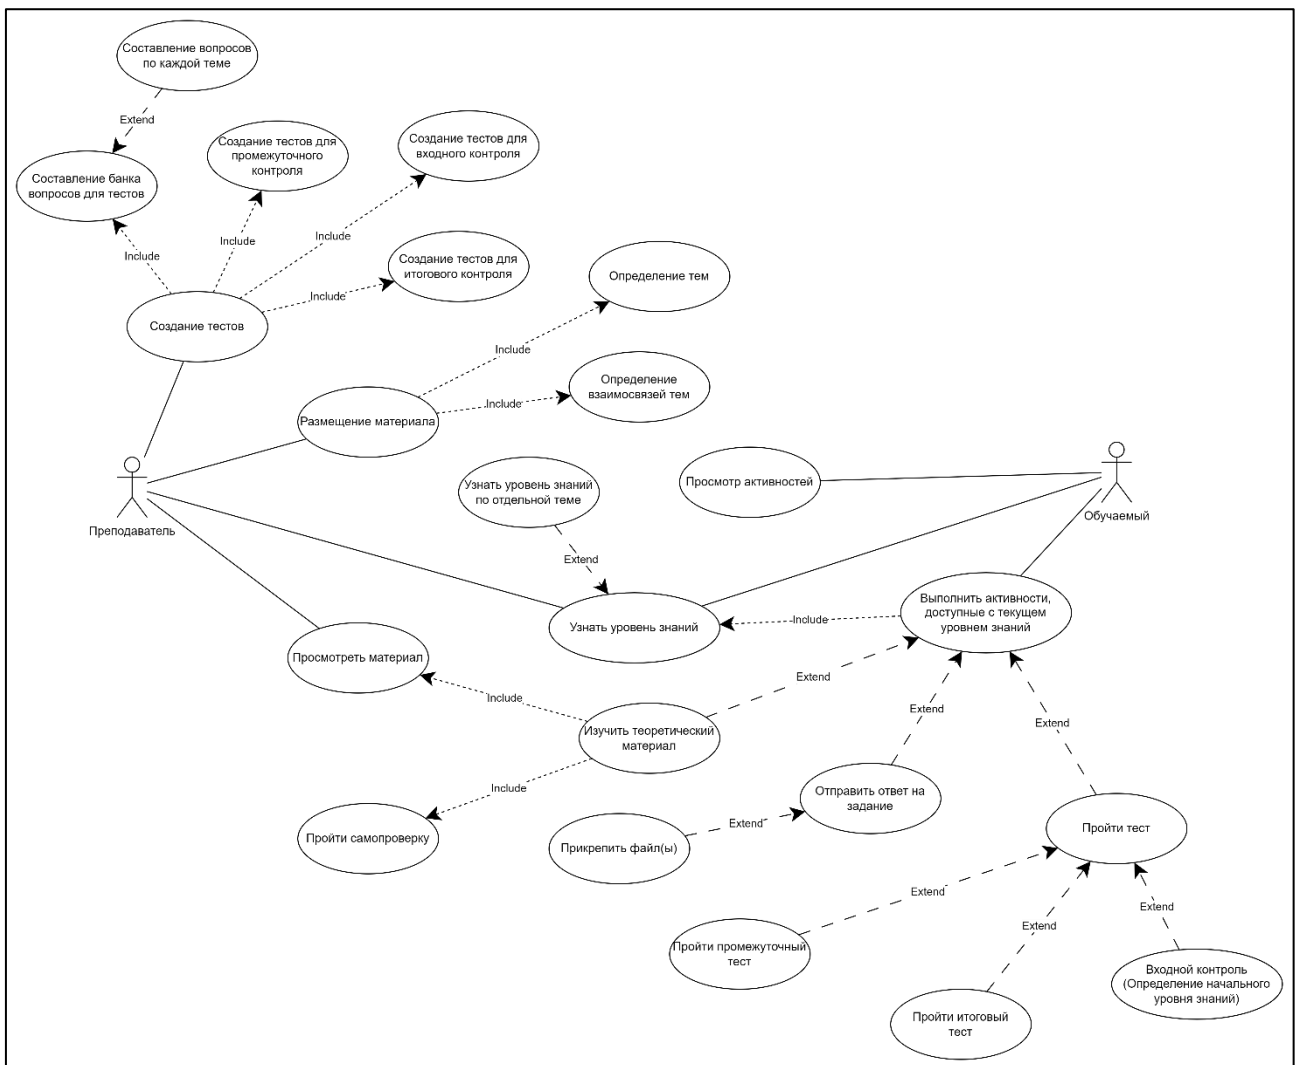 Составление вопросов
по каждой теме
Extend
Создание тестов для
промежуточного
контроля
Создание тестов для
входного контроля
Составление банка
вопросов для тестов
Include
Include
Include
Создание тестов для
итогового контроля
Include
Определение тем
Создание тестов
Include
Определение
взаимосвязей тем
Include
Размещение материала
Узнать уровень знаний
по отдельной теме
Просмотр активностей
Преподаватель
Обучаемый
Extend
Выполнить активности,
доступные с текущем
уровнем знаний
Узнать уровень знаний
Include
Просмотреть материал
Extend
Include
Extend
Extend
Изучить теоретический
материал
Include
Отправить ответ на
задание
Extend
Пройти самопроверку
Прикрепить файл(ы)
Пройти тест
Extend
Extend
Extend
Пройти промежуточный
тест
Входной контроль
(Определение начального
уровня знаний)
Пройти итоговый
тест